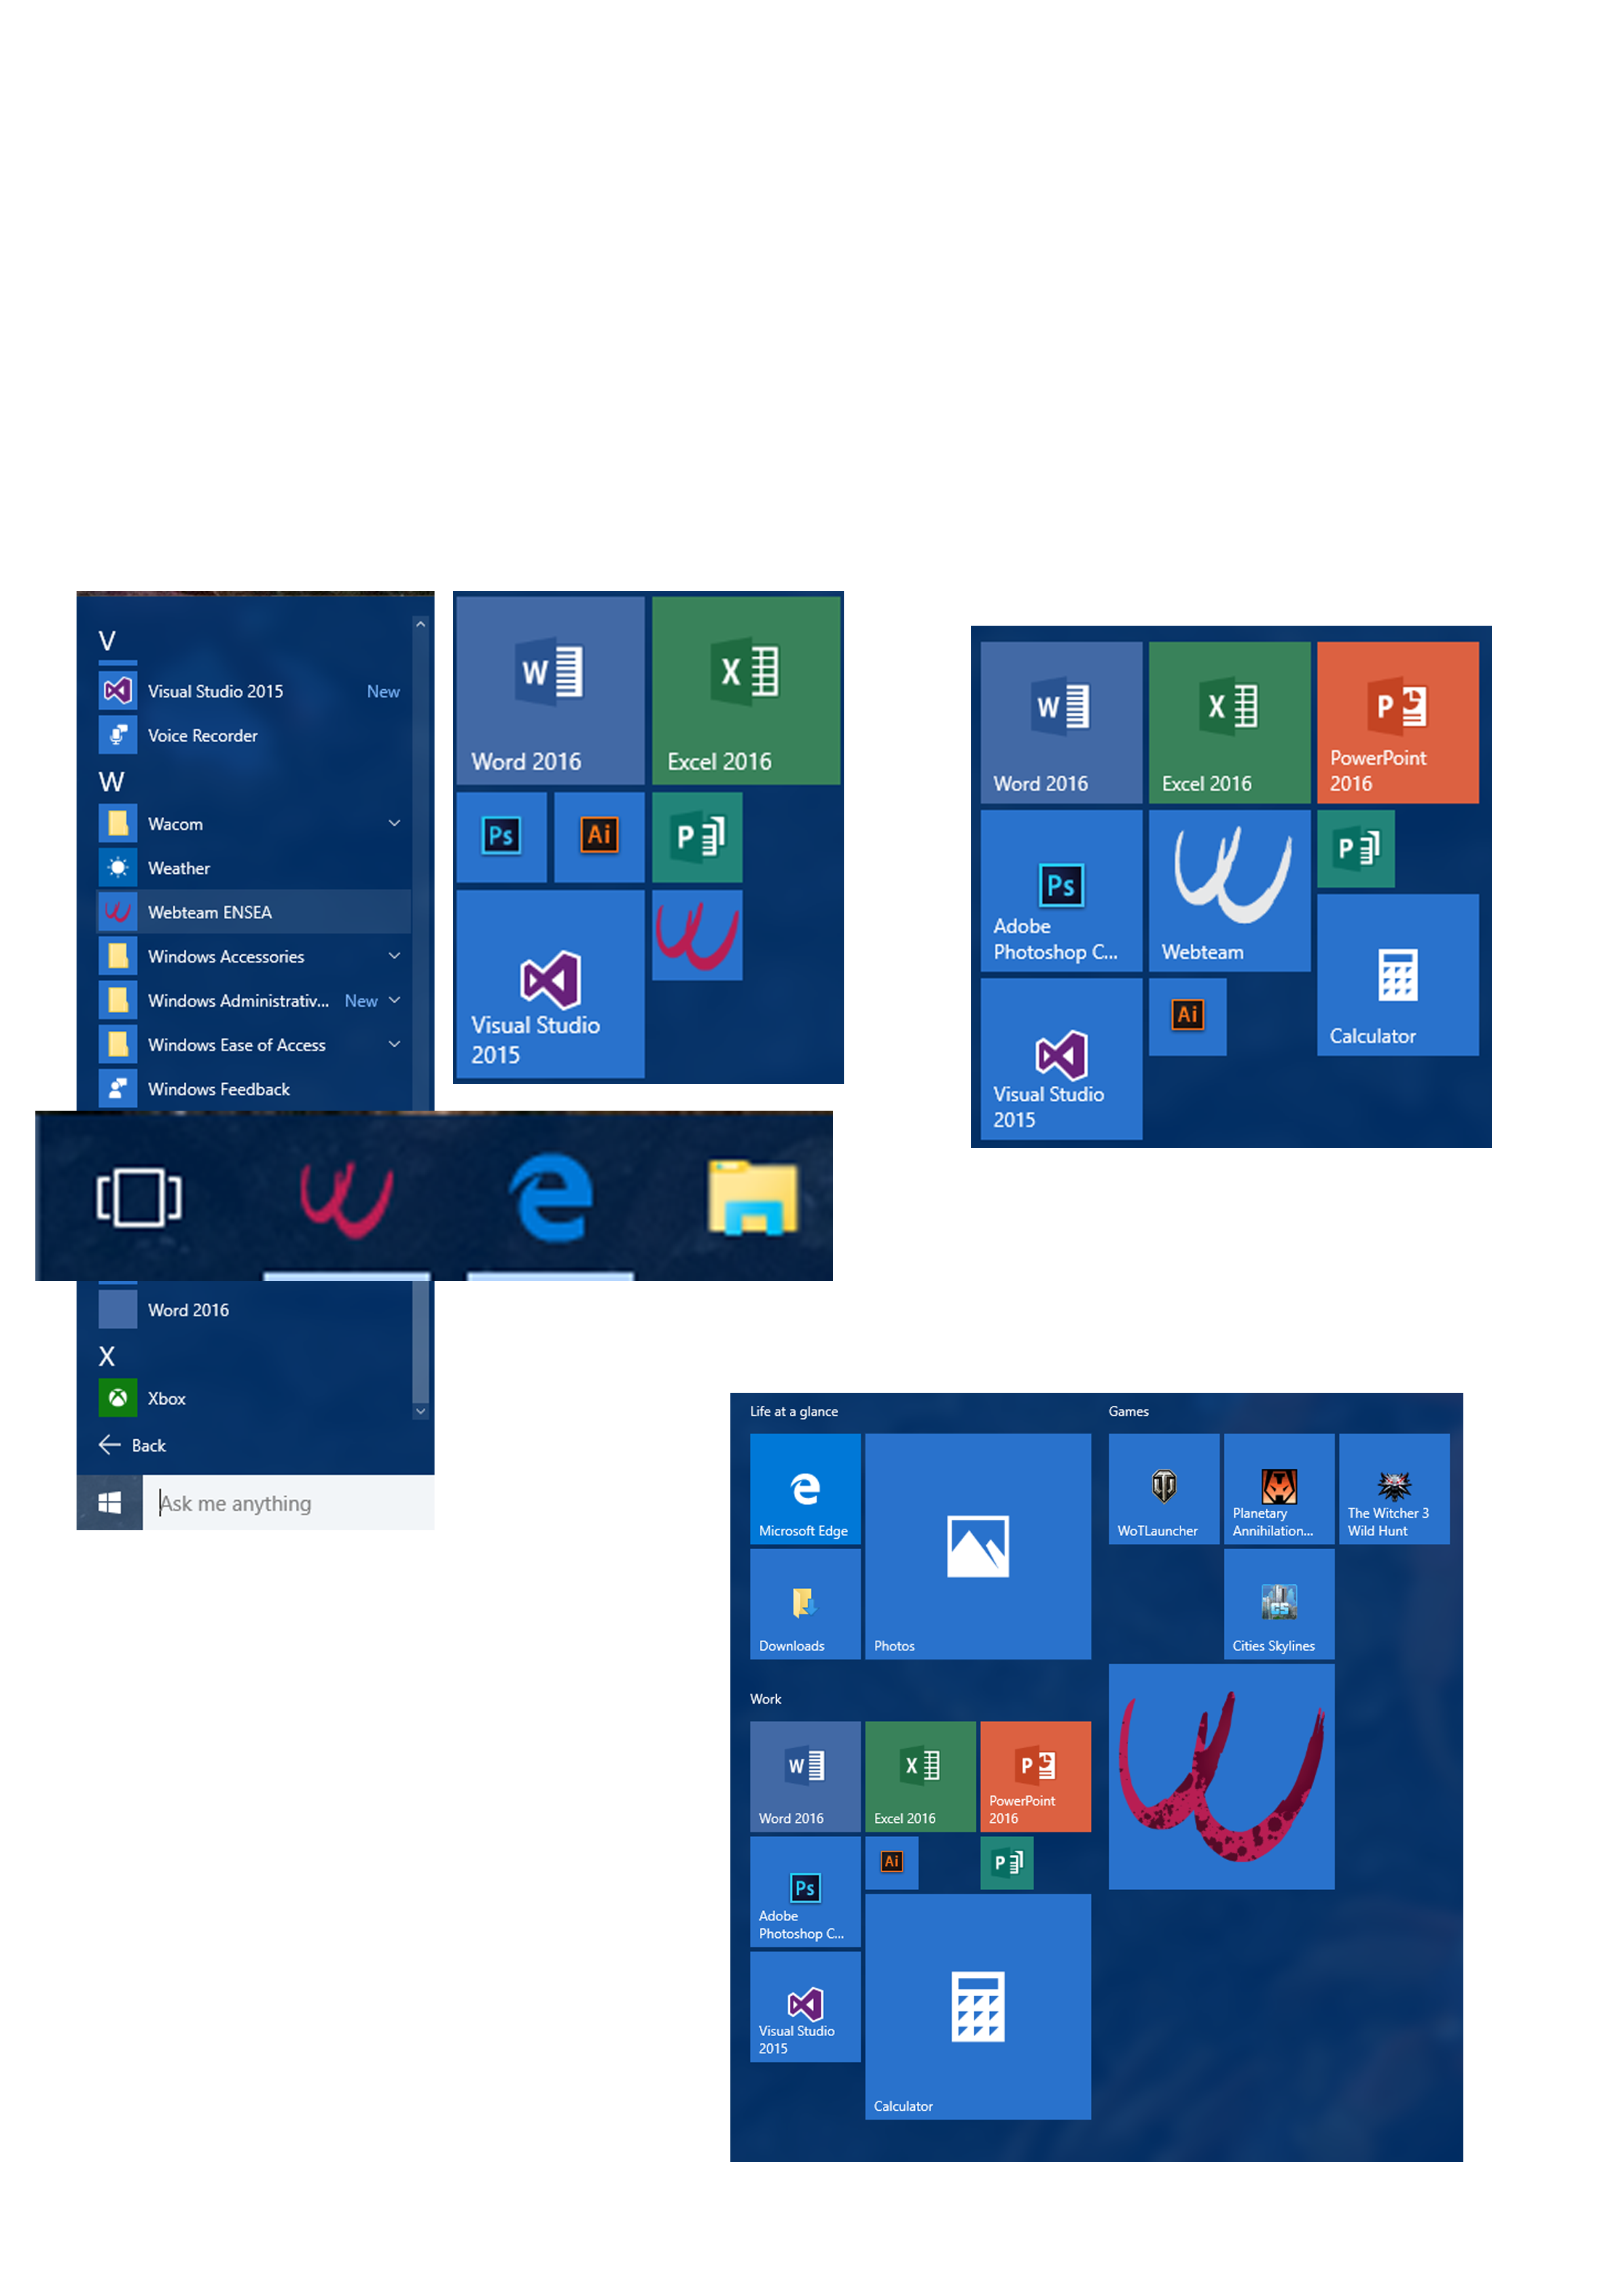 V
Visual Studio 2015 New
Voice Recorder
W
Wacom
Weather
Webteam ENSEA
Windows Accessories
Windows Administrativ... New
Windows Ease of Access
Windows Feedback
Word 2016
X
Xbox
Back
Ask me anything
W
X
Word 2016
Excel 2016
Ps
Ai
P
Visual Studio
2015
W
X
P
Word 2016
Excel 2016
PowerPoint
2016
Ps
P
Adobe
Photoshop C...
Webteam
Ai
Calculator
Visual Studio
2015
Life at a glance
Microsoft Edge
Downloads
Photos
Games
WoTLauncher
Planetary
Annihilation...
The Witcher 3
Wild Hunt
CS
Cities Skylines
Work
W
X
P
Word 2016
Excel 2016
PowerPoint
2016
Ps
Ai
P
Adobe
Photoshop C...
Visual Studio
2015
Calculator